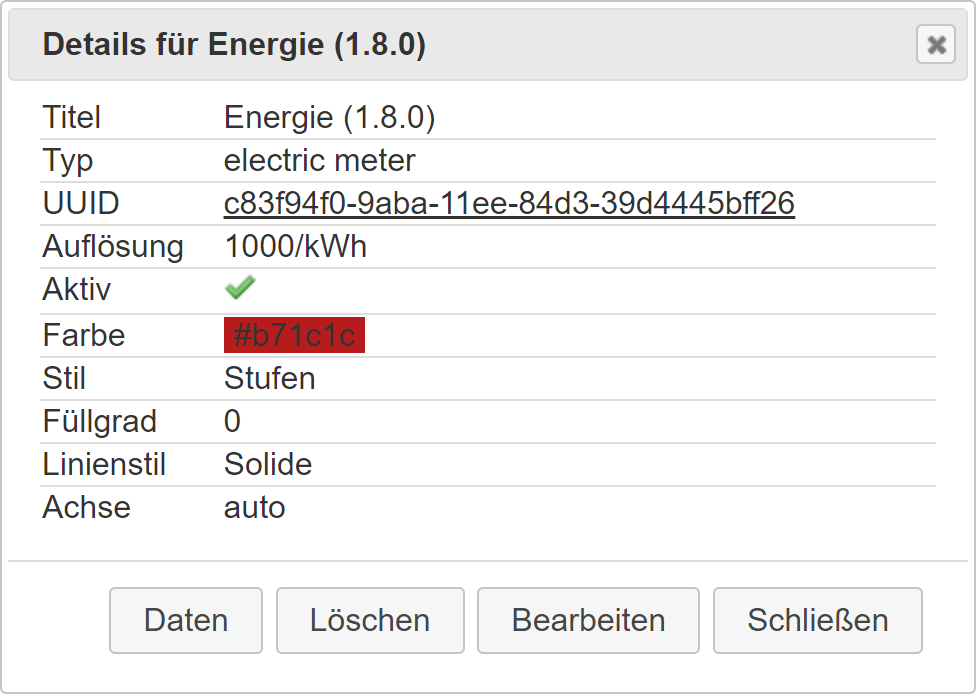 Details für Energie (1.8.0)
Titel Energie (1.8.0)
Typ electric meter
UUID c83f94f0-9aba-11ee-84d3-39d4445bff26
Auflösung 1000/kWh
Aktiv
Farbe #b71c1c
Stil Stufen
Füllgrad 0
Linienstil Solide
Achse auto
Daten Löschen Bearbeiten Schließen